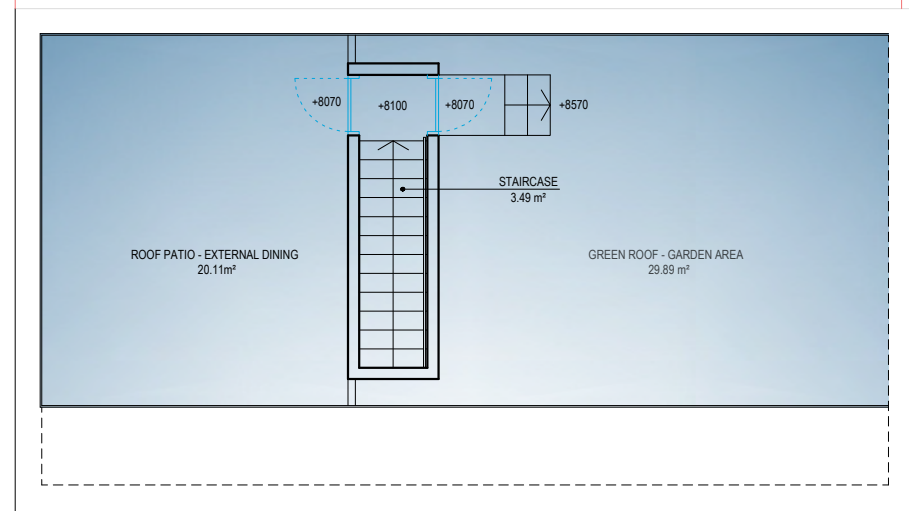 +8070
+8100
+8070
+8570
STAIRCASE
3.49 m²
ROOF PATIO - EXTERNAL DINING
20.11m²
GREEN ROOF - GARDEN AREA
29.89 m²